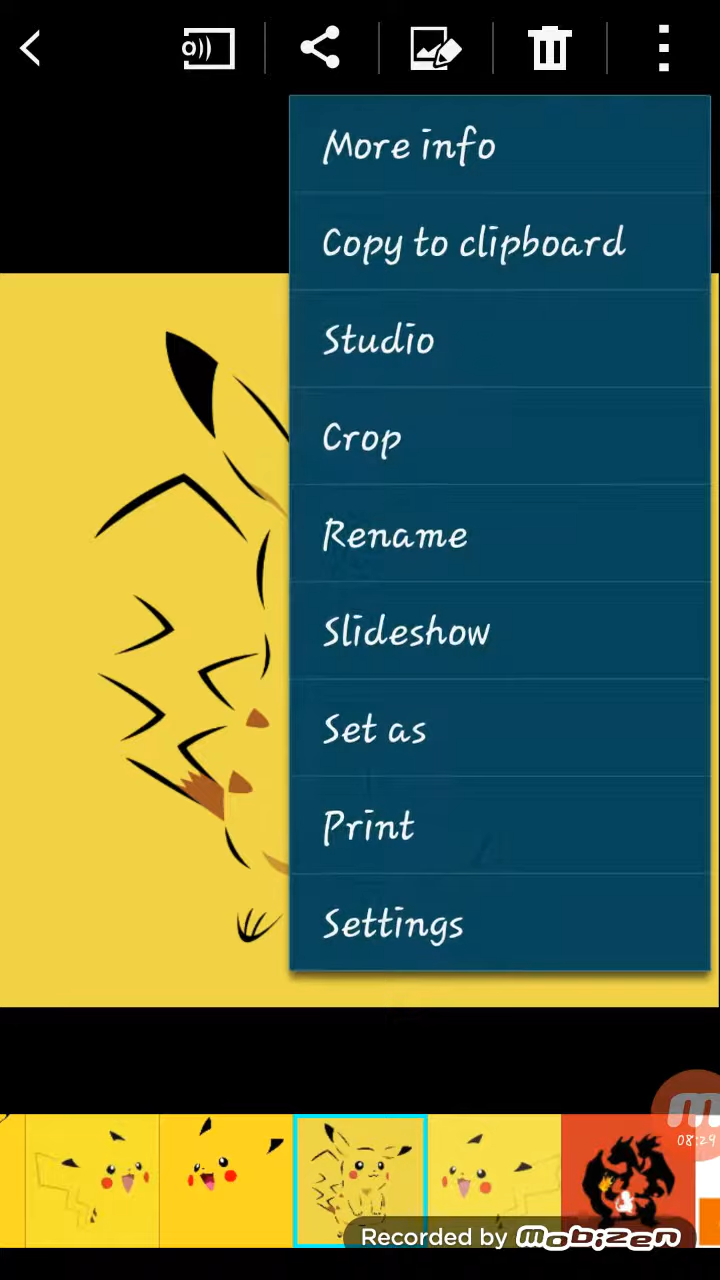 More info
Copy to clipboard
Studio
Crop
Rename
Slideshow
Set as
Print
Settings
08:29
Recorded by mobizen